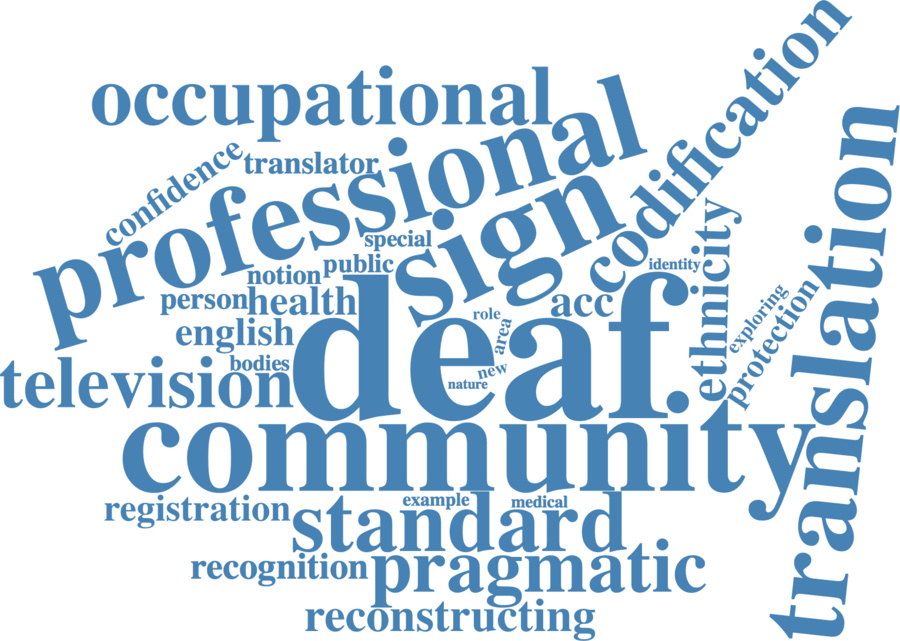 occupational
codification
confidence
translator
professional
sign
translation
special
public
notion
identity
ethnicity
person
health
acc
exploring
protection
role
english
area
deaf
bodies
new
television
nature
community
example
medical
registration
standard
recognition
pragmatic
reconstructing